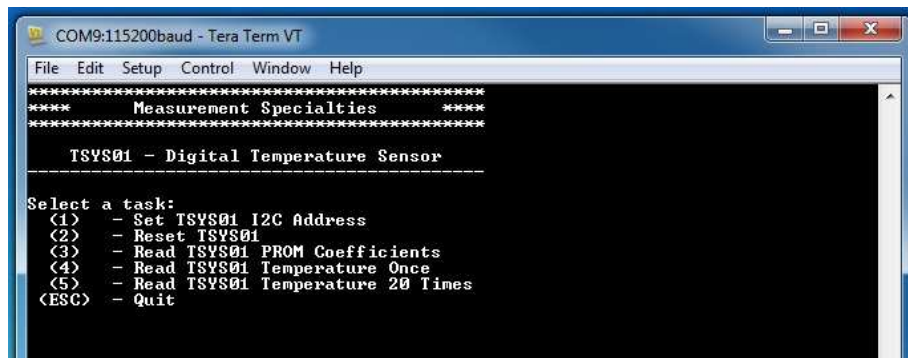 COM9:115200baud - Tera Term VT
File Edit Setup Control Window Help
********************************************
**** Measurement Specialties ****
********************************************
TSYS01 - Digital Temperature Sensor
--------------------------------------------
Select a task:
(1) - Set TSYS01 I2C Address
(2) - Reset TSYS01
(3) - Read TSYS01 PROM Coefficients
(4) - Read TSYS01 Temperature Once
(5) - Read TSYS01 Temperature 20 Times
(ESC) - Quit